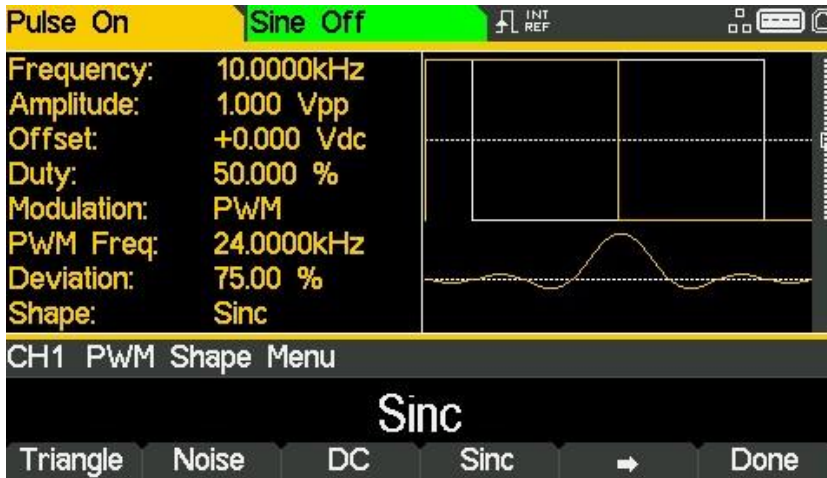 Pulse On Sine Off INT REF
Frequency: 10.0000kHz
Amplitude: 1.000 Vpp
Offset: +0.000 Vdc
Duty: 50.000 %
Modulation: PWM
PWM Freq: 24.0000kHz
Deviation: 75.00 %
Shape: Sinc
CH1 PWM Shape Menu
Sinc
Triangle Noise DC Sinc ➡ Done